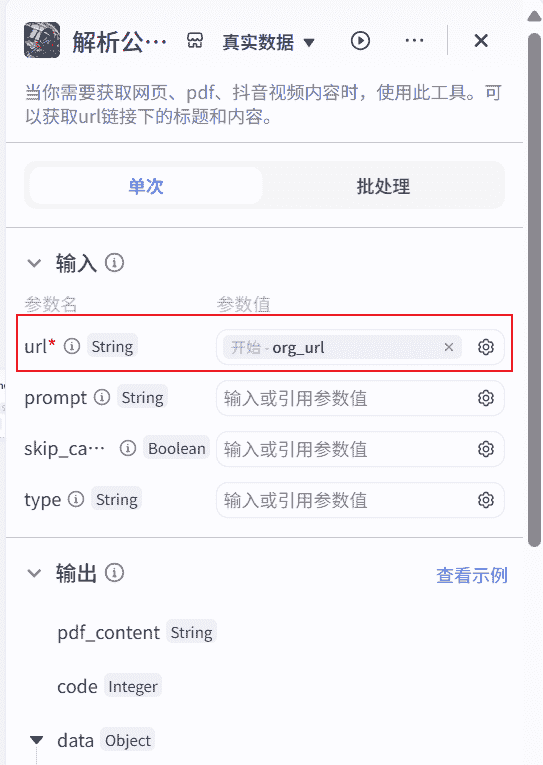 解析公… 真实数据
当你需要获取网页、pdf、抖音视频内容时，使用此工具。可
以获取url链接下的标题和内容。
单次 批处理
输入
参数名 参数值
url* String 开始 - org_url
prompt String 输入或引用参数值
skip_ca… Boolean 输入或引用参数值
type String 输入或引用参数值
输出 查看示例
pdf_content String
code Integer
data Object